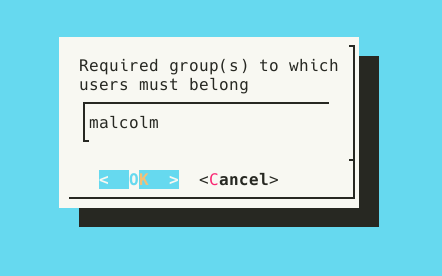 Required group(s) to which
users must belong
malcolm
<  OK  > <Cancel>